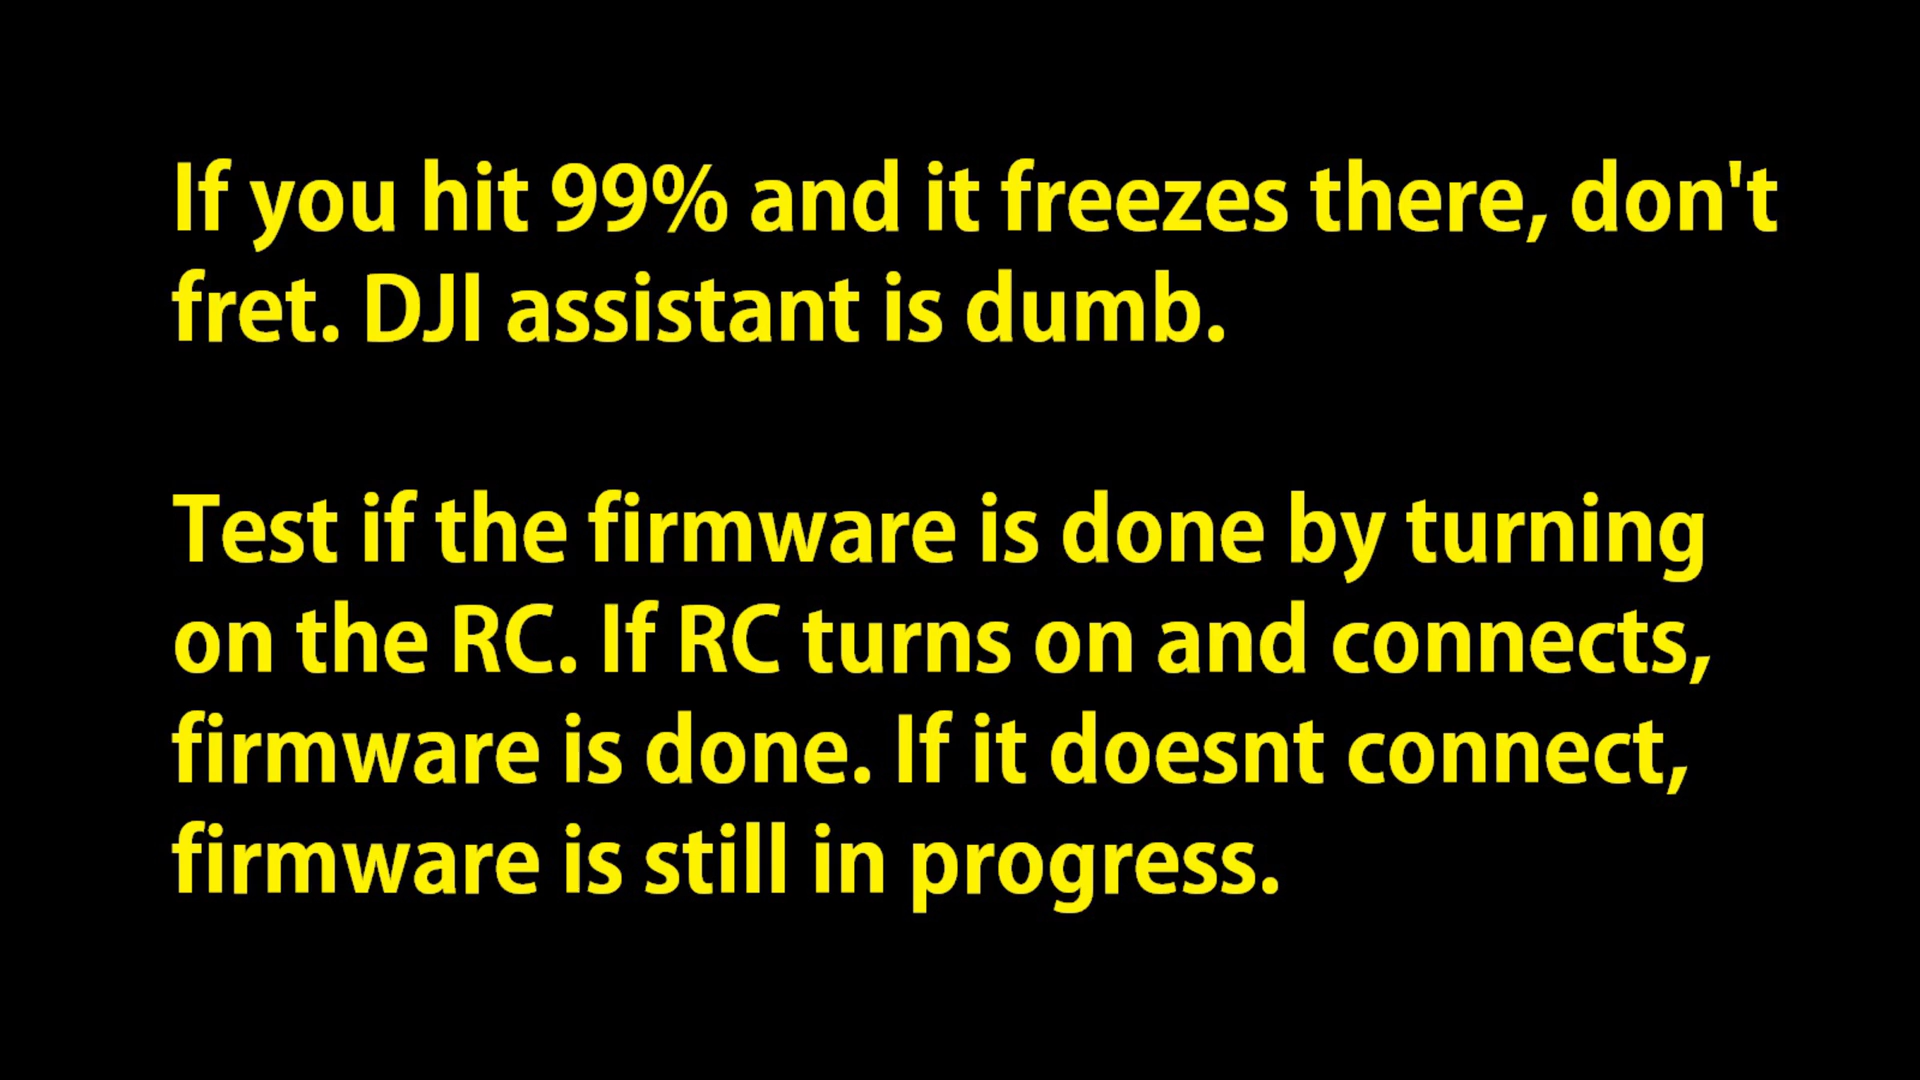 If you hit 99% and it freezes there, don't
fret. DJI assistant is dumb.
Test if the firmware is done by turning
on the RC. If RC turns on and connects,
firmware is done. If it doesnt connect,
firmware is still in progress.